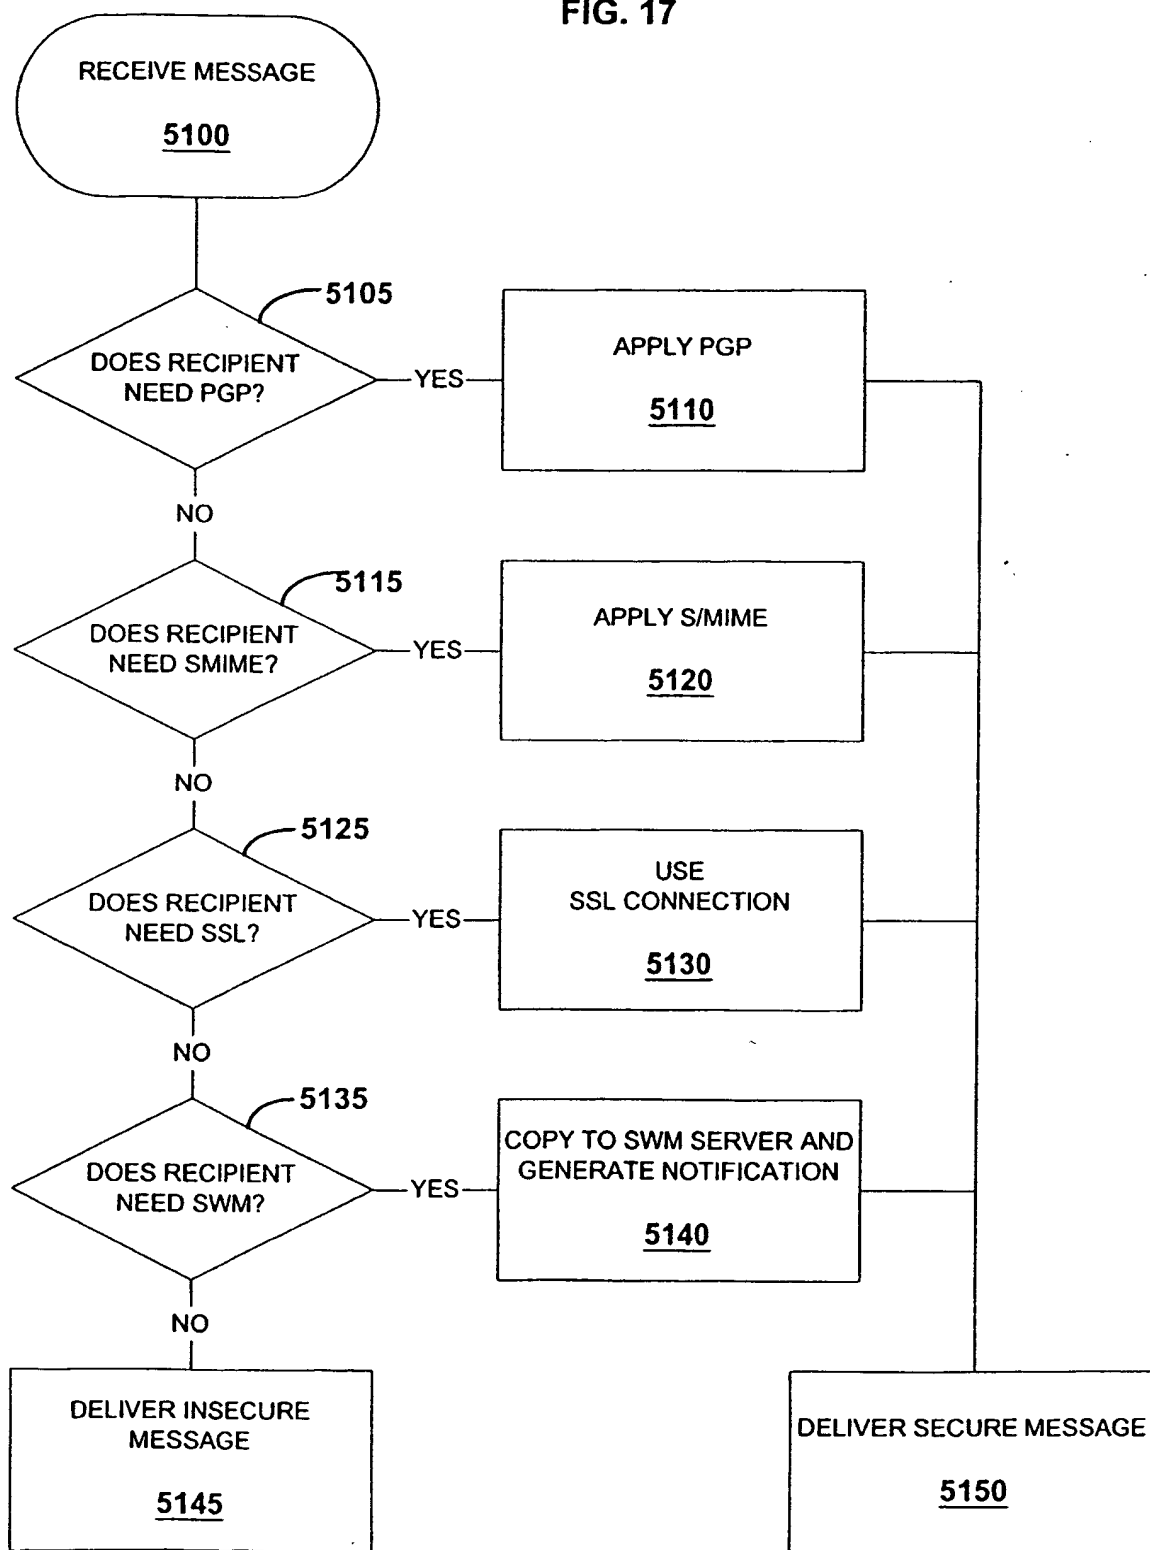 FIG. 17
RECEIVE MESSAGE
5100
5105
DOES RECIPIENT
NEED PGP?
YES
APPLY PGP
5110
NO
5115
DOES RECIPIENT
NEED SMIME?
YES
APPLY S/MIME
5120
NO
5125
DOES RECIPIENT
NEED SSL?
YES
USE
SSL CONNECTION
5130
NO
5135
DOES RECIPIENT
NEED SWM?
YES
COPY TO SWM SERVER AND
GENERATE NOTIFICATION
5140
NO
DELIVER INSECURE
MESSAGE
5145
DELIVER SECURE MESSAGE
5150